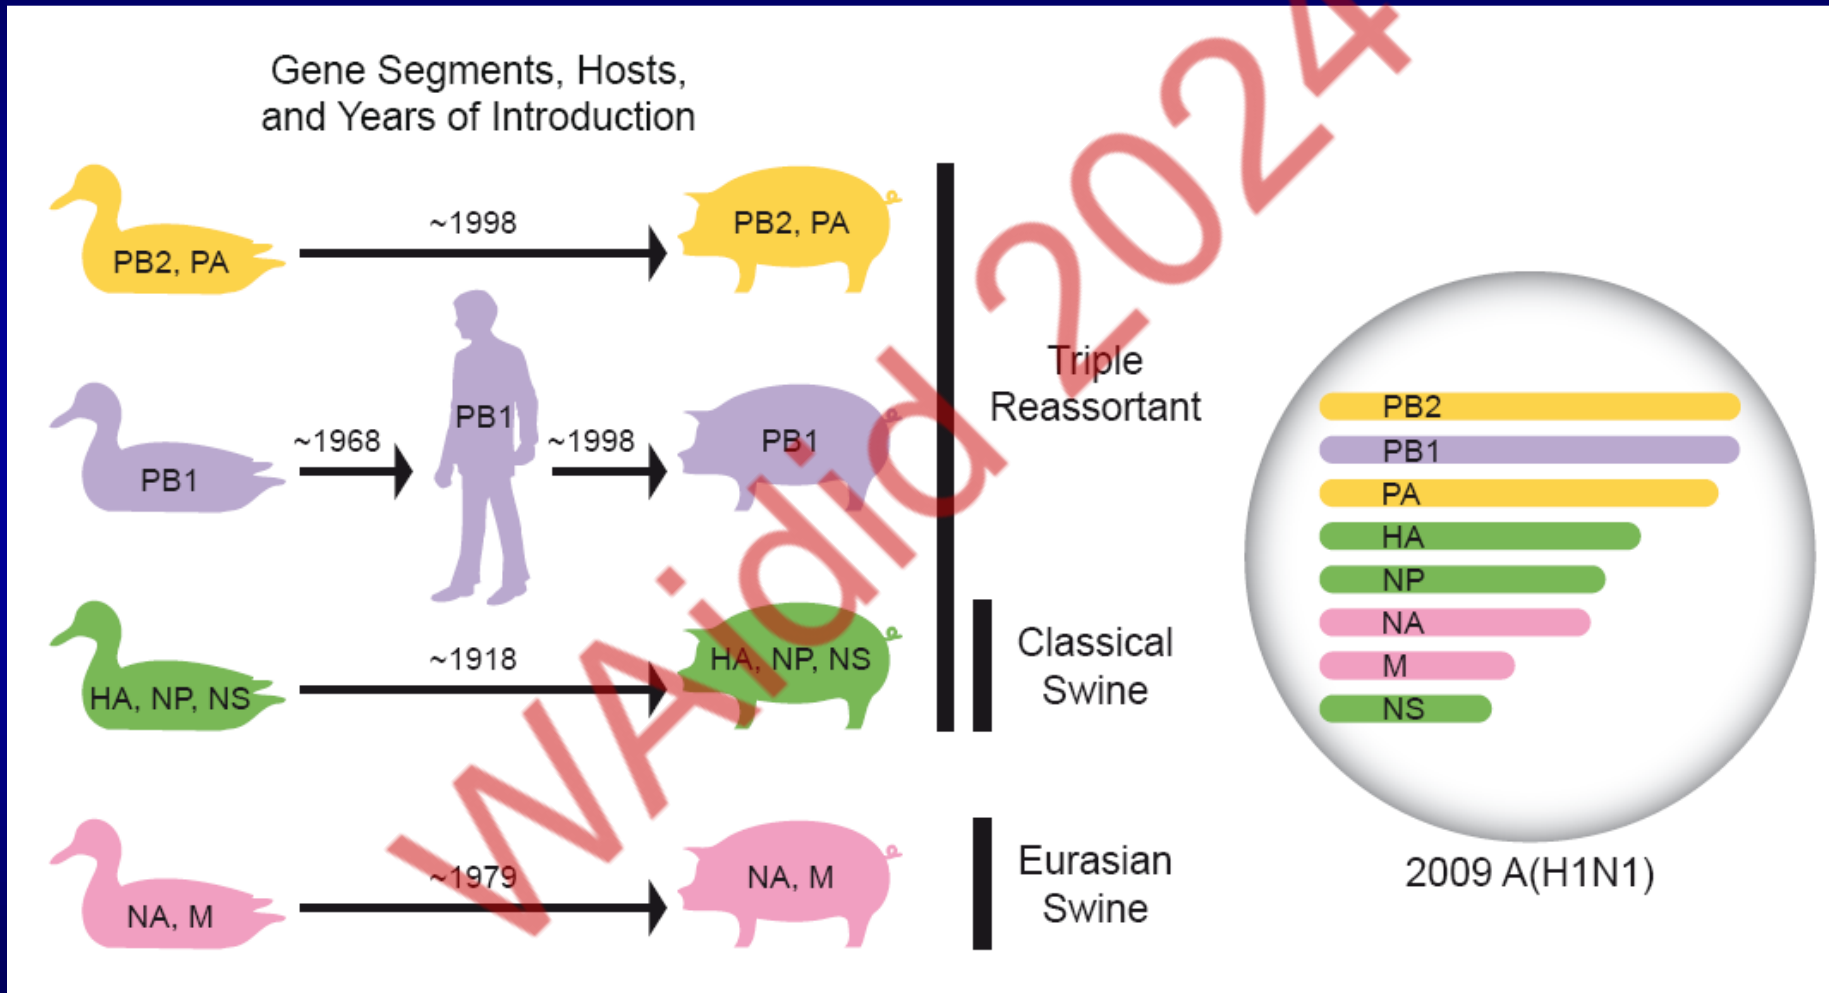 Gene Segments, Hosts,
and Years of Introduction
PB2, PA
~1998
PB2, PA
PB1
~1968
PB1
~1998
PB1
HA, NP, NS
~1918
HA, NP, NS
NA, M
~1979
NA, M
Triple
Reassortant
Classical
Swine
Eurasian
Swine
PB2
PB1
PA
HA
NP
NA
M
NS
2009 A(H1N1)
WAidid 2024